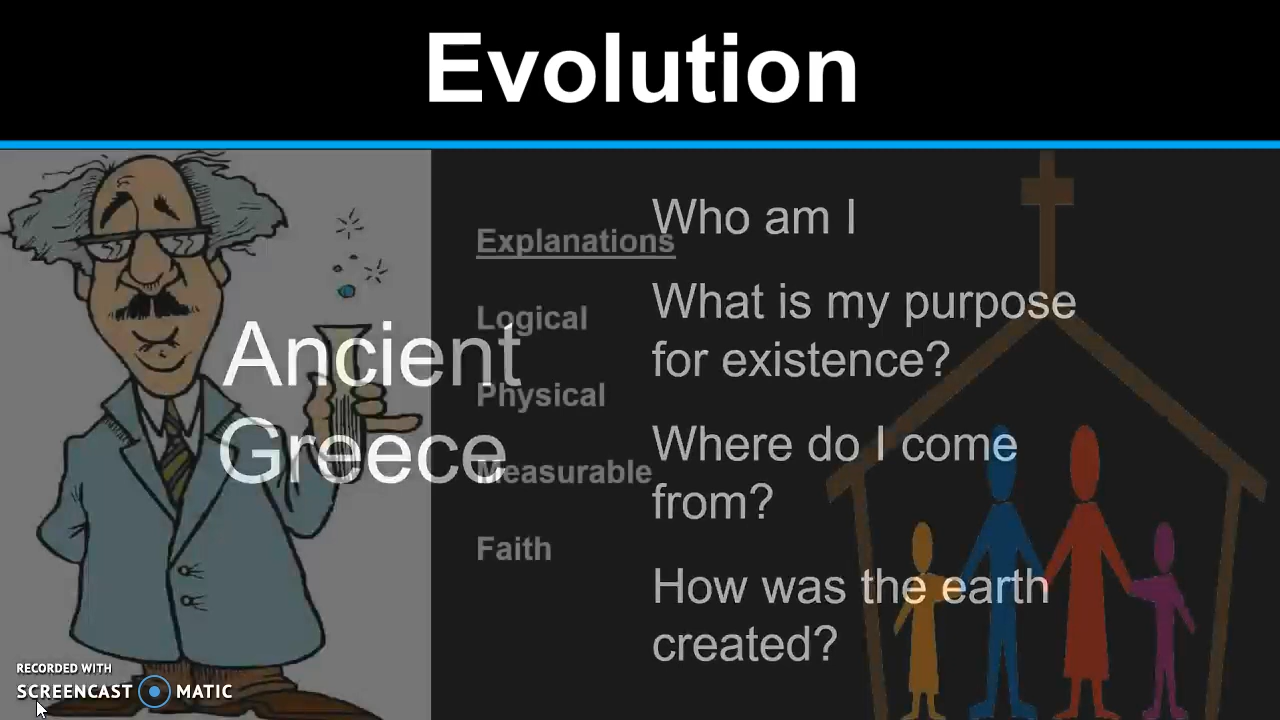 Evolution
Ancient
Greece
Explanations
Logical
Physical
Measurable
Faith
Who am I
What is my purpose
for existence?
Where do I come
from?
How was the earth
created?
RECORDED WITH
SCREENCAST MATIC